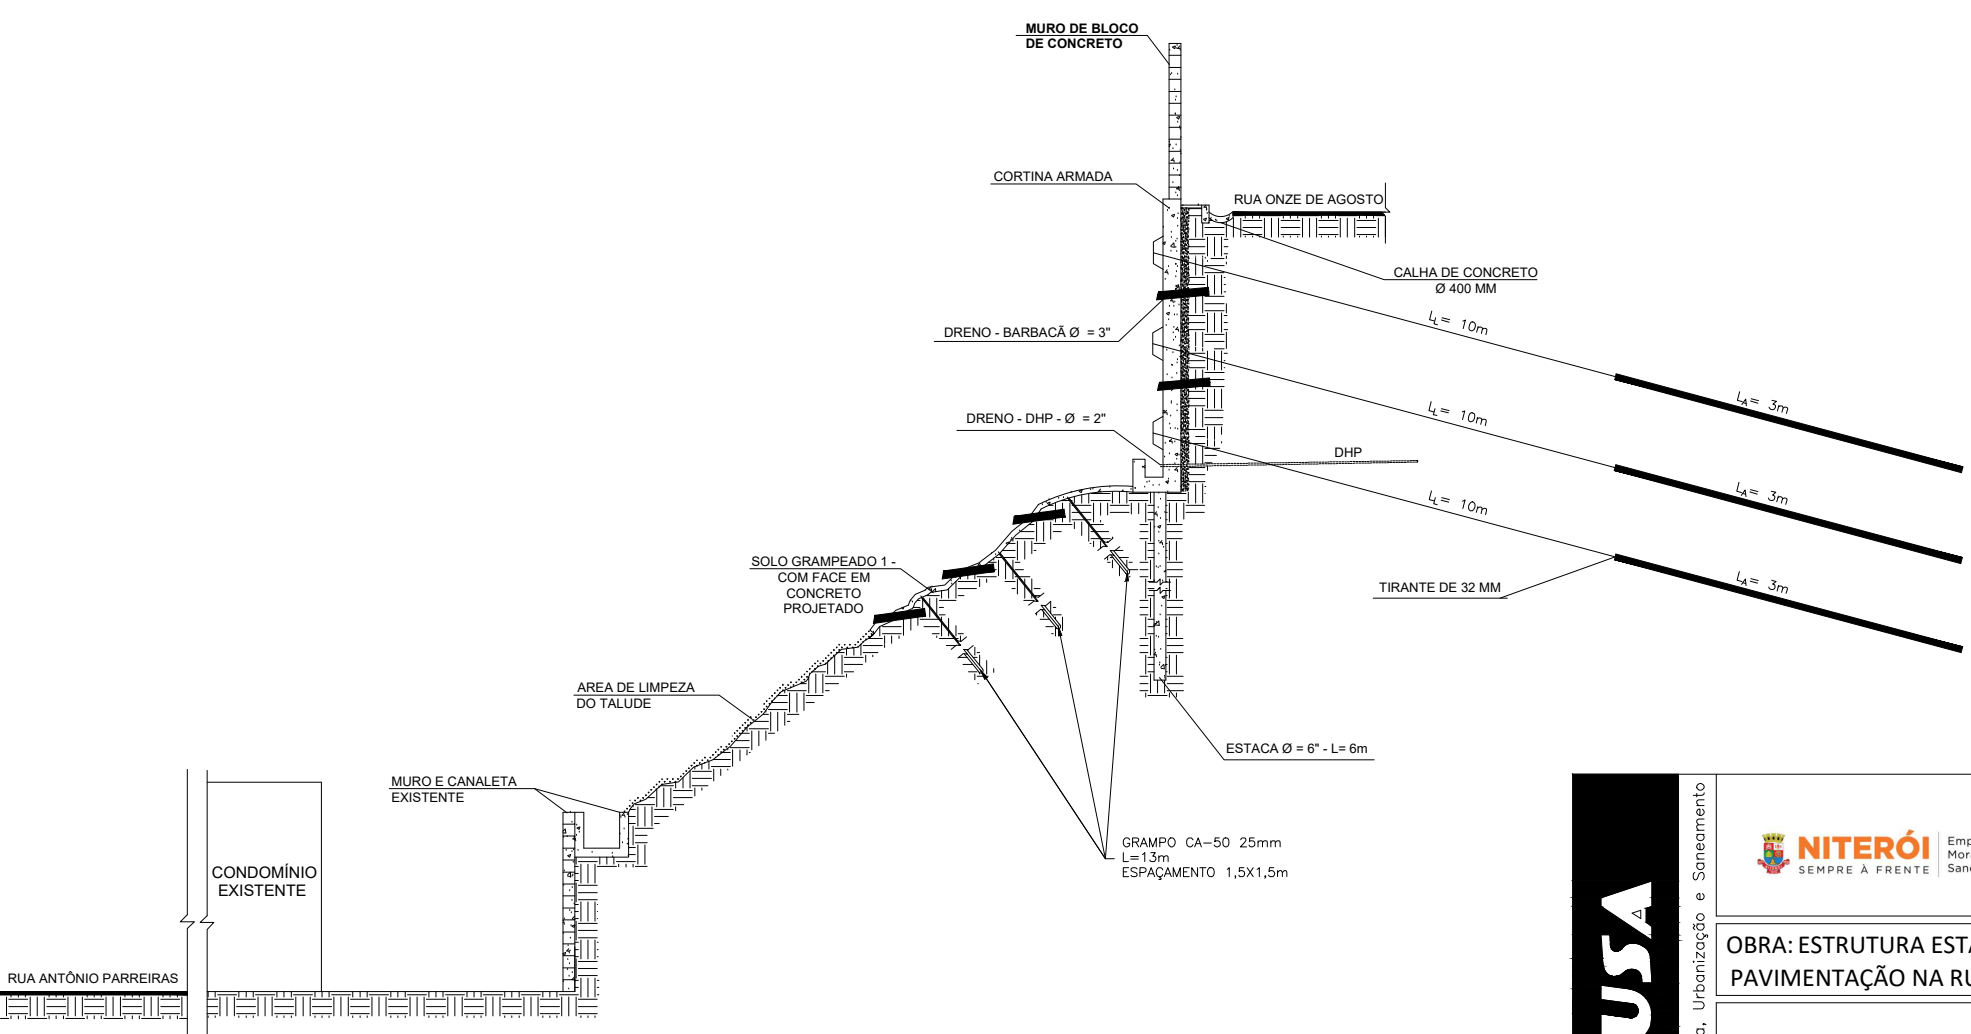 MURO DE BLOCO
DE CONCRETO
CORTINA ARMADA
RUA ONZE DE AGOSTO
CALHA DE CONCRETO
Ø 400 MM
DRENO - BARBACÃ Ø = 3"
LL= 10m
LA= 3m
DRENO - DHP - Ø = 2"
DHP
LL= 10m
LA= 3m
LL= 10m
LA= 3m
TIRANTE DE 32 MM
SOLO GRAMPEADO 1 -
COM FACE EM
CONCRETO
PROJETADO
AREA DE LIMPEZA
DO TALUDE
ESTACA Ø = 6" - L= 6m
MURO E CANALETA
EXISTENTE
GRAMPO CA-50 25mm
L=13m
ESPAÇAMENTO 1,5X1,5m
CONDOMÍNIO
EXISTENTE
RUA ANTÔNIO PARREIRAS
USA
Urbanização e Saneamento
NITERÓI
SEMPRE À FRENTE
OBRA: ESTRUTURA
PAVIMENTAÇÃO NA